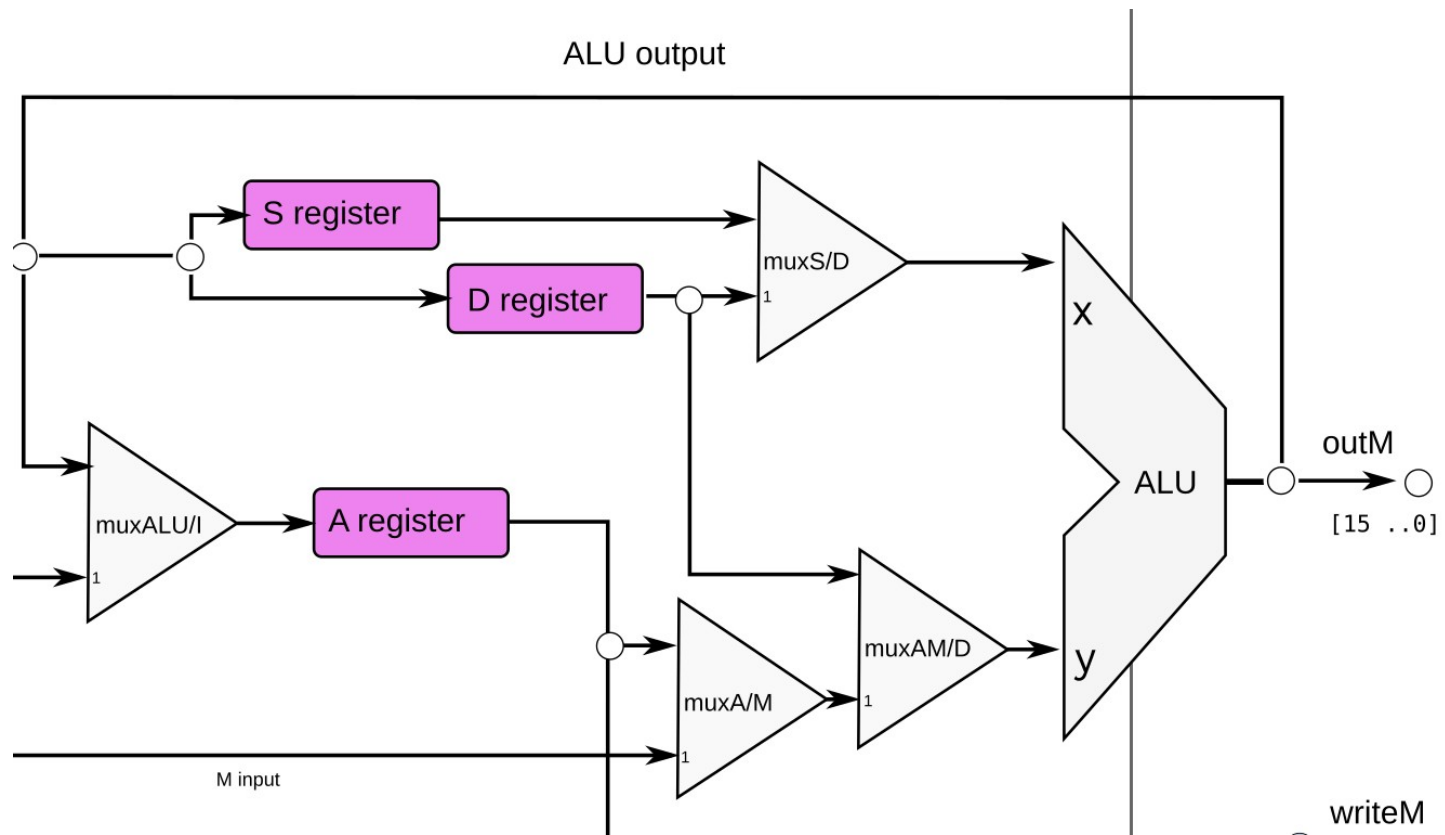 ALU output
S register
muxS/D
D register
1
x
outM
ALU
[15 ..0]
muxALU/I
A register
1
muxAM/D
y
muxA/M
1
1
M input
writeM